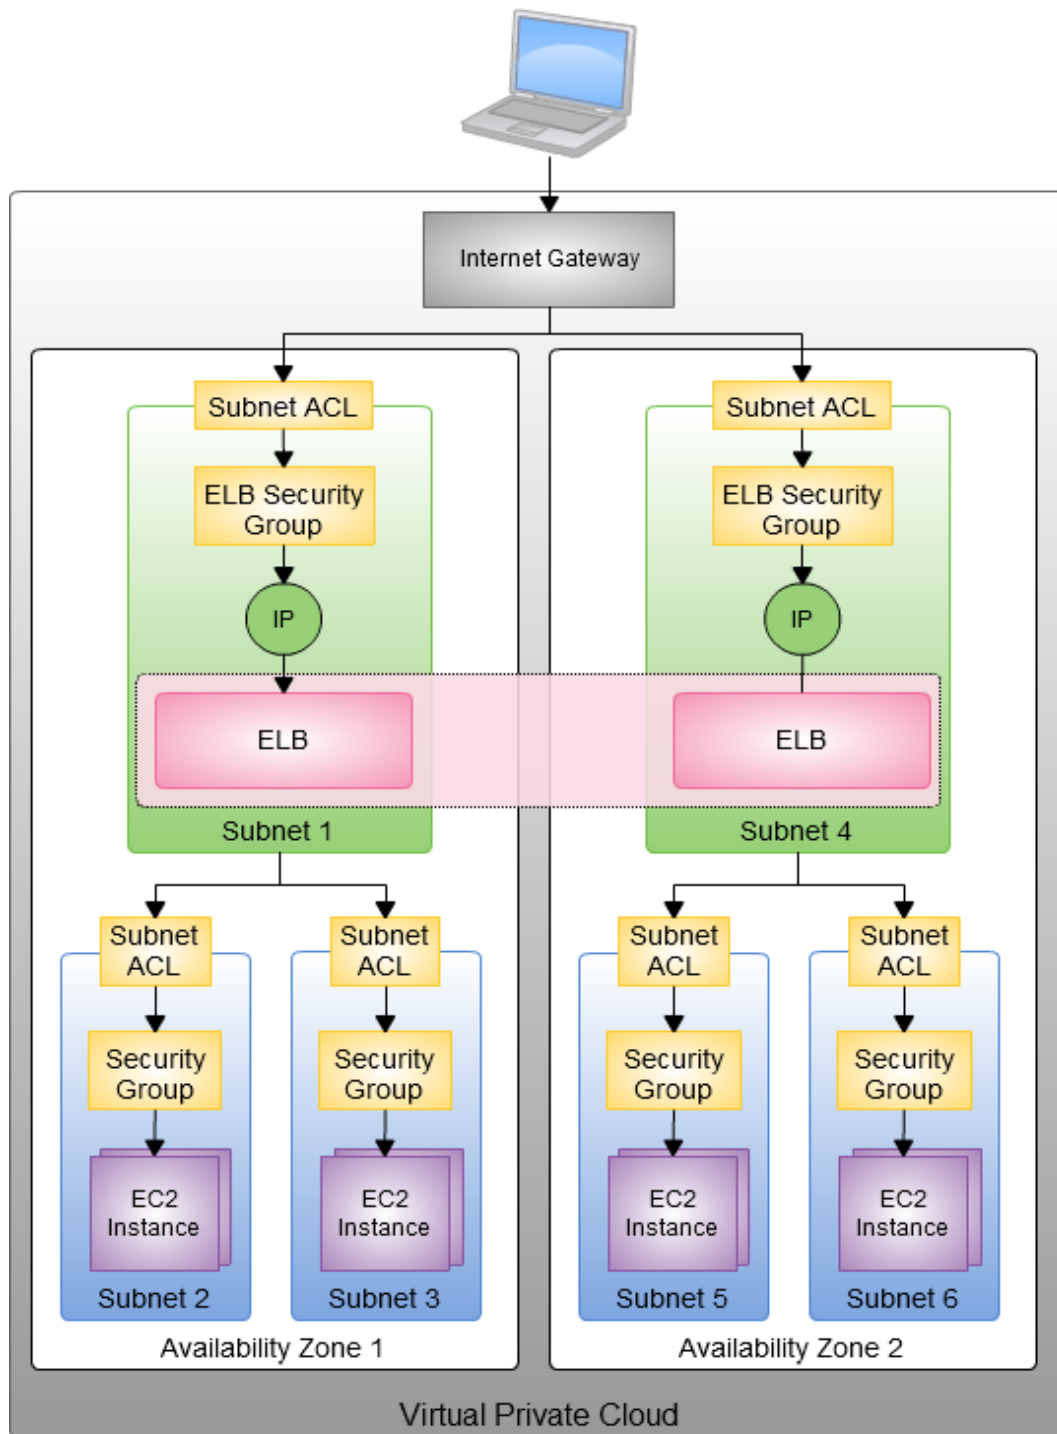 Internet Gateway
Subnet ACL
ELB Security
Group
IP
ELB
Subnet 1
Subnet ACL
ELB Security
Group
IP
ELB
Subnet 4
Subnet
ACL
Security
Group
EC2
Instance
Subnet 2
Subnet
ACL
Security
Group
EC2
Instance
Subnet 3
Availability Zone 1
Subnet
ACL
Security
Group
EC2
Instance
Subnet 5
Subnet
ACL
Security
Group
EC2
Instance
Subnet 6
Availability Zone 2
Virtual Private Cloud